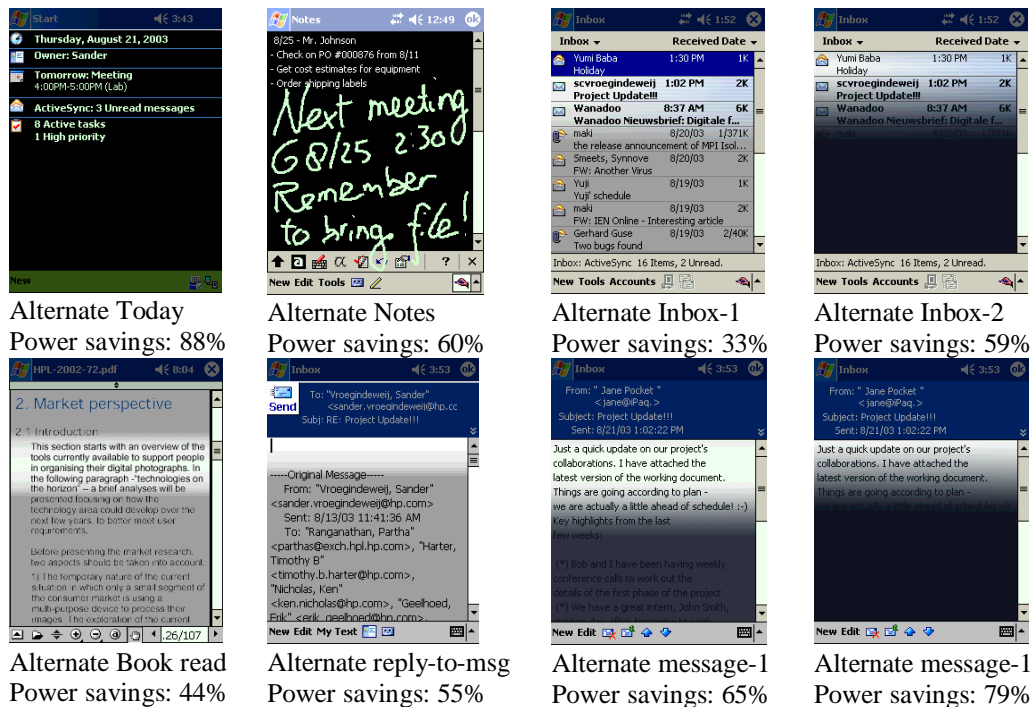 Start 3:43
Thursday, August 21, 2003
Owner: Sander
Tomorrow: Meeting
4:00PM-5:00PM (Lab)
ActiveSync: 3 Unread messages
8 Active tasks
1 High priority
New
Alternate Today
Power savings: 88%
Notes 12:49 ok
8/25 - Mr. Johnson
- Check on PO #000876 from 8/11
- Get cost estimates for equipment
- Order shipping labels
Next meeting
@ 8/25 2:30
Remember
to bring file!
New Edit Tools
Alternate Notes
Power savings: 60%
Inbox 1:52
Inbox Received Date
Yumi Baba 1:30 PM 1K
Holiday
scvroegindeweij 1:02 PM 2K
Project Update!!!
Wanadoo 8:37 AM 6K
Wanadoo Nieuwsbrief: Digitale f...
maki 8/20/03 1/371K
the release announcement of MPI Isol...
Smeets, Synnove 8/20/03 2K
FW: Another Virus
Yuji 8/19/03 1K
Yuji' schedule
maki 8/19/03 2K
FW: IEN Online - Interesting article
Gerhard Guse 8/19/03 2/40K
Two bugs found
Inbox: ActiveSync 16 Items, 2 Unread.
New Tools Accounts
Alternate Inbox-1
Power savings: 33%
Inbox 1:52
Inbox Received Date
Yumi Baba 1:30 PM 1K
Holiday
scvroegindeweij 1:02 PM 2K
Project Update!!!
Wanadoo 8:37 AM 6K
Wanadoo Nieuwsbrief: Digitale f...
maki 8/20/03 1/371K
Inbox: ActiveSync 16 Items, 2 Unread.
New Tools Accounts
Alternate Inbox-2
Power savings: 59%
HPL-2002-72.pdf 8:04
2. Market perspective
2.1 Introduction
This section starts with an overview of the
tools currently available to support people
in organising their digital photographs. In
the following paragraph -"technologies on
the horizon" – a brief analyses will be
presented focusing on how the
technology area could develop over the
next few years, to better meet user
requirements.
Before presenting the market research,
two aspects should be taken into account.
1) The temporary nature of the current
situation in which only a small segment of
the consumer market is using a
multi-purpose device to process their
images. The exploration of the current
.26/107
Alternate Book read
Power savings: 44%
Inbox 3:53 ok
Send
To: "Vroegindeweij, Sander"
<sander.vroegindeweij@hp.cc
Subj: RE: Project Update!!!
-----Original Message-----
From: "Vroegindeweij, Sander"
<sander.vroegindeweij@hp.com>
Sent: 8/13/03 11:41:36 AM
To: "Ranganathan, Partha"
<parthas@exch.hpl.hp.com>, "Harter,
Timothy B"
<timothy.b.harter@hp.com>,
"Nicholas, Ken"
<ken.nicholas@hp.com>, "Geelhoed,
Erik" <erik_geelhoed@hp.com>,
New Edit My Text
Alternate reply-to-msg
Power savings: 55%
Inbox 3:53 ok
From: " Jane Pocket "
<jane@iPaq.>
Subject: Project Update!!!
Sent: 8/21/03 1:02:22 PM
Just a quick update on our project's
collaborations. I have attached the
latest version of the working document.
Things are going according to plan -
we are actually a little ahead of schedule! :-)
Key highlights from the last
few weeks:
(*) Bob and I have been having weekly
conference calls to work out the
details of the first phase of the project
(*) We have a great intern, John Smith,
New Edit
Alternate message-1
Power savings: 65%
Inbox 3:53 ok
From: " Jane Pocket "
<jane@iPaq.>
Subject: Project Update!!!
Sent: 8/21/03 1:02:22 PM
Just a quick update on our project's
collaborations. I have attached the
latest version of the working document.
Things are going according to plan -
we are actually a little ahead of schedule! :-)
New Edit
Alternate message-1
Power savings: 79%